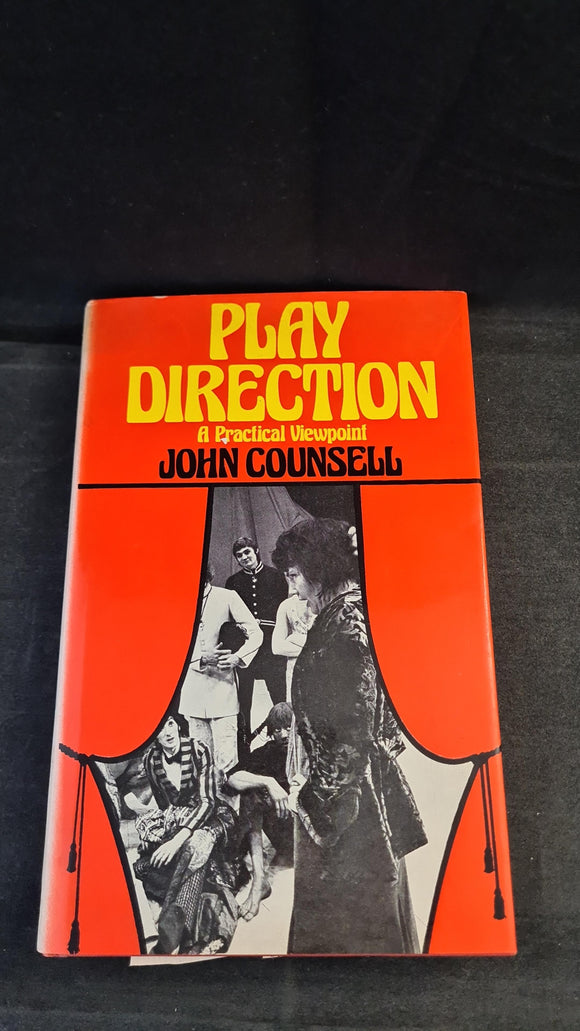 PLAY
DIRECTION
A Practical Viewpoint
JOHN COUNSELL